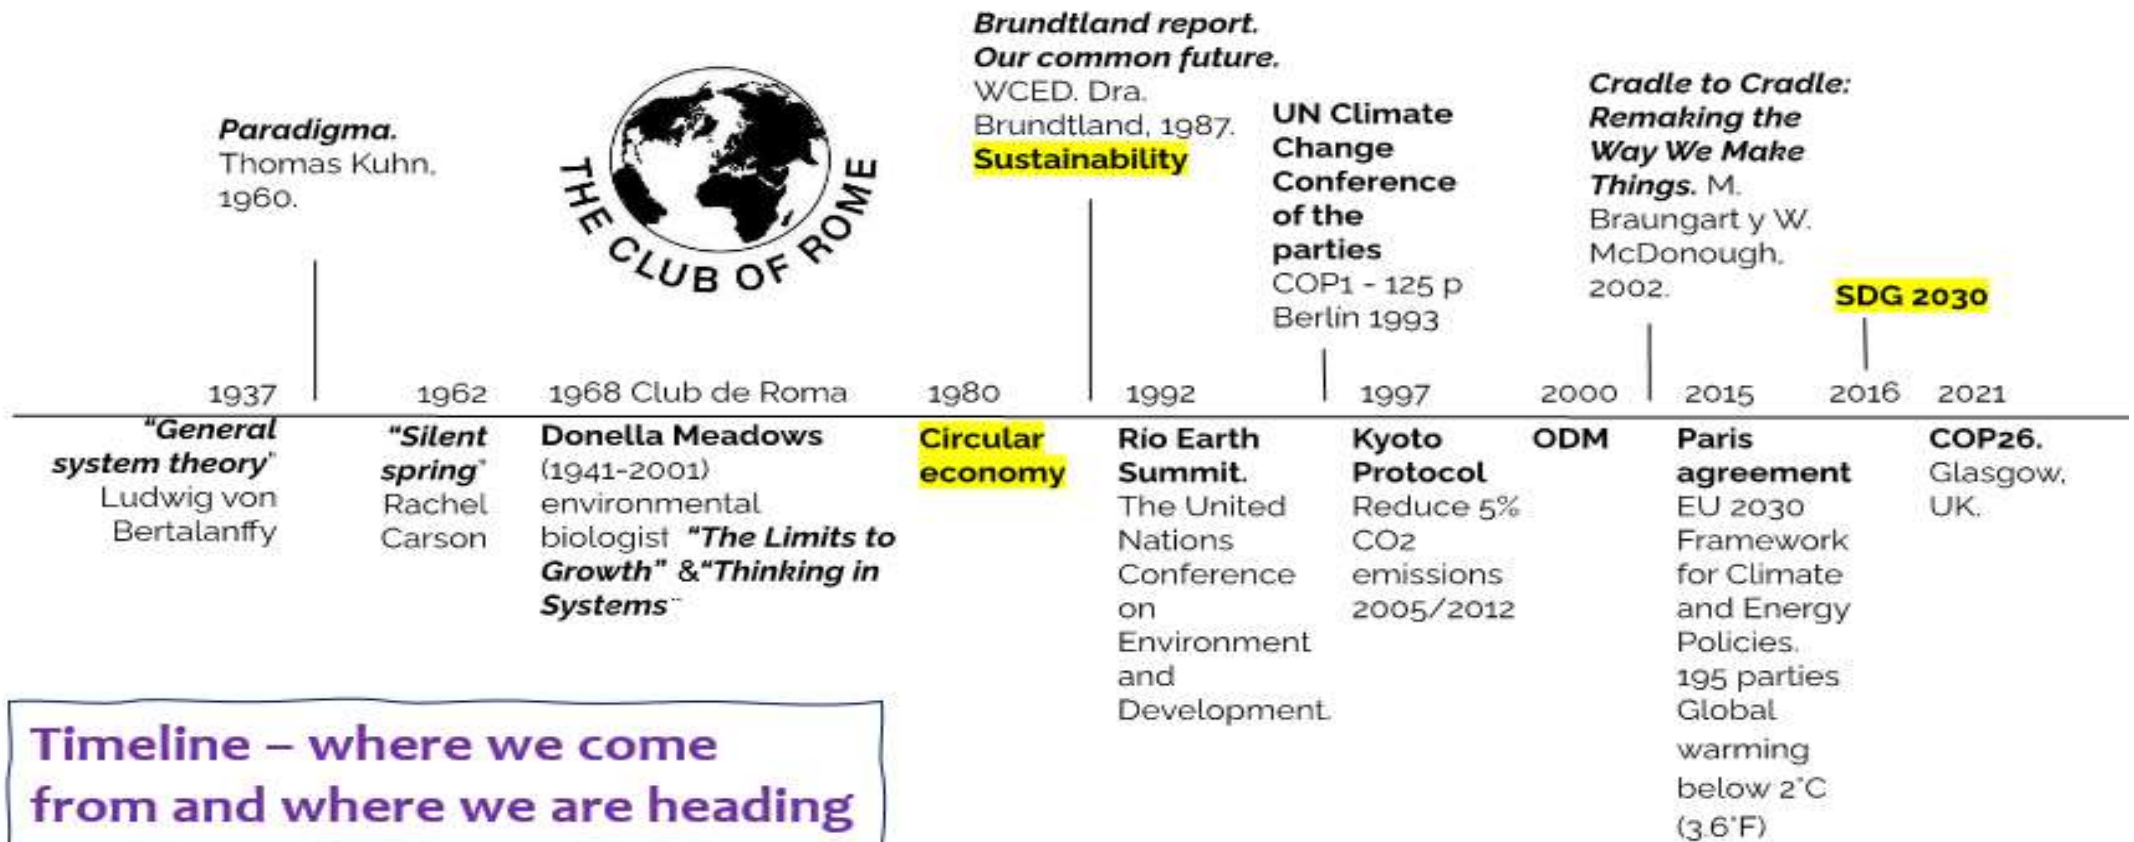 Brundtland report.
Our common future.
WCED. Dra.
Brundtland, 1987.
Sustainability
Paradigma.
Thomas Kuhn,
1960.
THE CLUB OF ROME
UN Climate
Change
Conference
of the
parties
COP1 - 125 p
Berlín 1993
Cradle to Cradle:
Remaking the
Way We Make
Things. M.
Braungart y W.
McDonough,
2002.
SDG 2030
1937
1962
1968 Club de Roma
1980
1992
1997
2000
2015
2016
2021
"General
system theory"
Ludwig von
Bertalanffy
"Silent
spring"
Rachel
Carson
Donella Meadows
(1941-2001)
environmental
biologist "The Limits to
Growth" &"Thinking in
Systems¨
Circular
economy
Río Earth
Summit.
The United
Nations
Conference
on
Environment
and
Development.
Kyoto
Protocol
Reduce 5%
CO2
emissions
2005/2012
ODM
Paris
agreement
EU 2030
Framework
for Climate
and Energy
Policies.
195 parties
Global
warming
below 2°C
(3.6°F)
COP26.
Glasgow,
UK.
Timeline – where we come
from and where we are heading